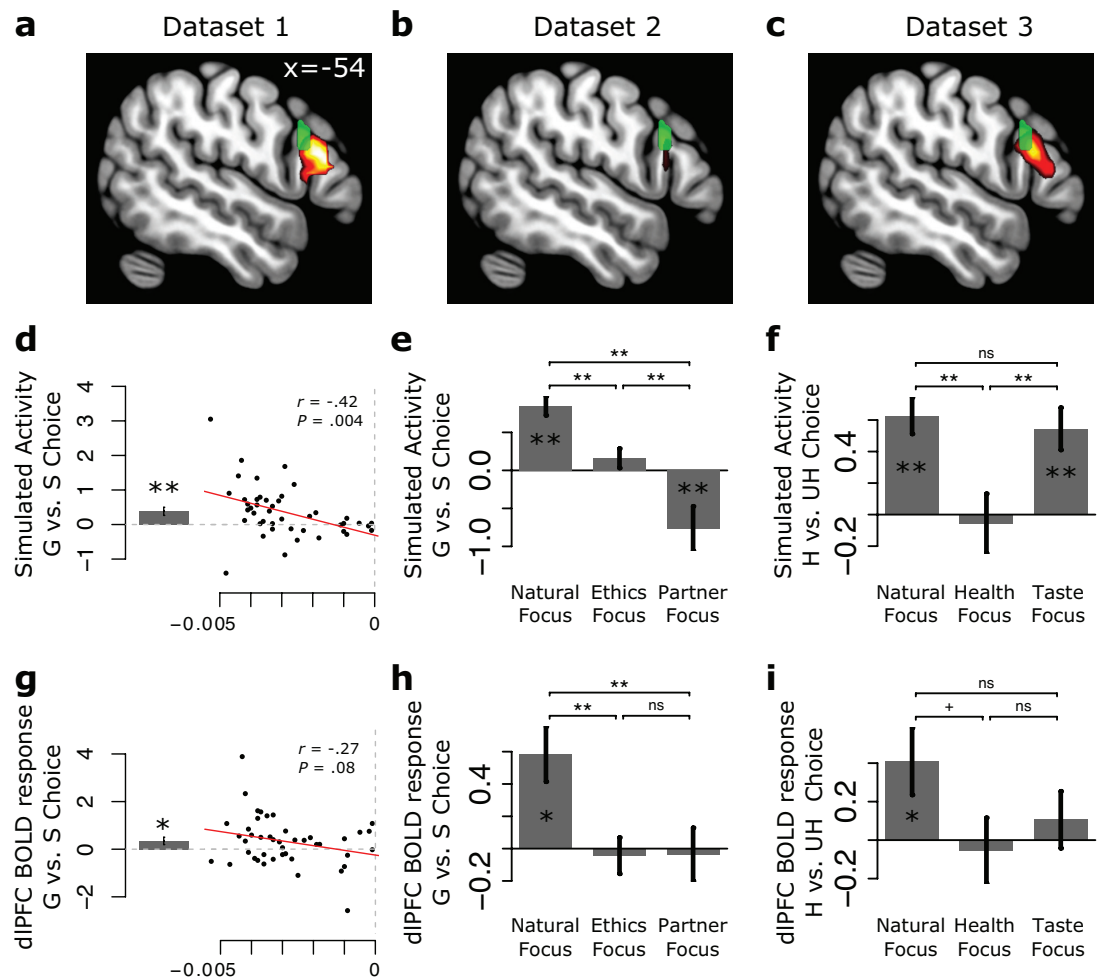 a Dataset 1
b Dataset 2
c Dataset 3
x=-54
d
Simulated Activity
G vs. S Choice
4
3
2
1
0
−1
**
r = -.42
P = .004
−0.005
0
e
Simulated Activity
G vs. S Choice
0.0
−1.0
**
**
**
**
**
Natural
Focus
Ethics
Focus
Partner
Focus
f
Simulated Activity
H vs. UH Choice
0.4
−0.2
ns
**
**
**
**
Natural
Focus
Health
Focus
Taste
Focus
g
dlPFC BOLD response
G vs. S Choice
4
2
0
−2
*
r = -.27
P = .08
−0.005
0
h
dlPFC BOLD response
G vs. S Choice
0.4
−0.2
**
**
ns
*
Natural
Focus
Ethics
Focus
Partner
Focus
i
dlPFC BOLD response
H vs. UH Choice
0.2
−0.2
ns
+
ns
*
Natural
Focus
Health
Focus
Taste
Focus